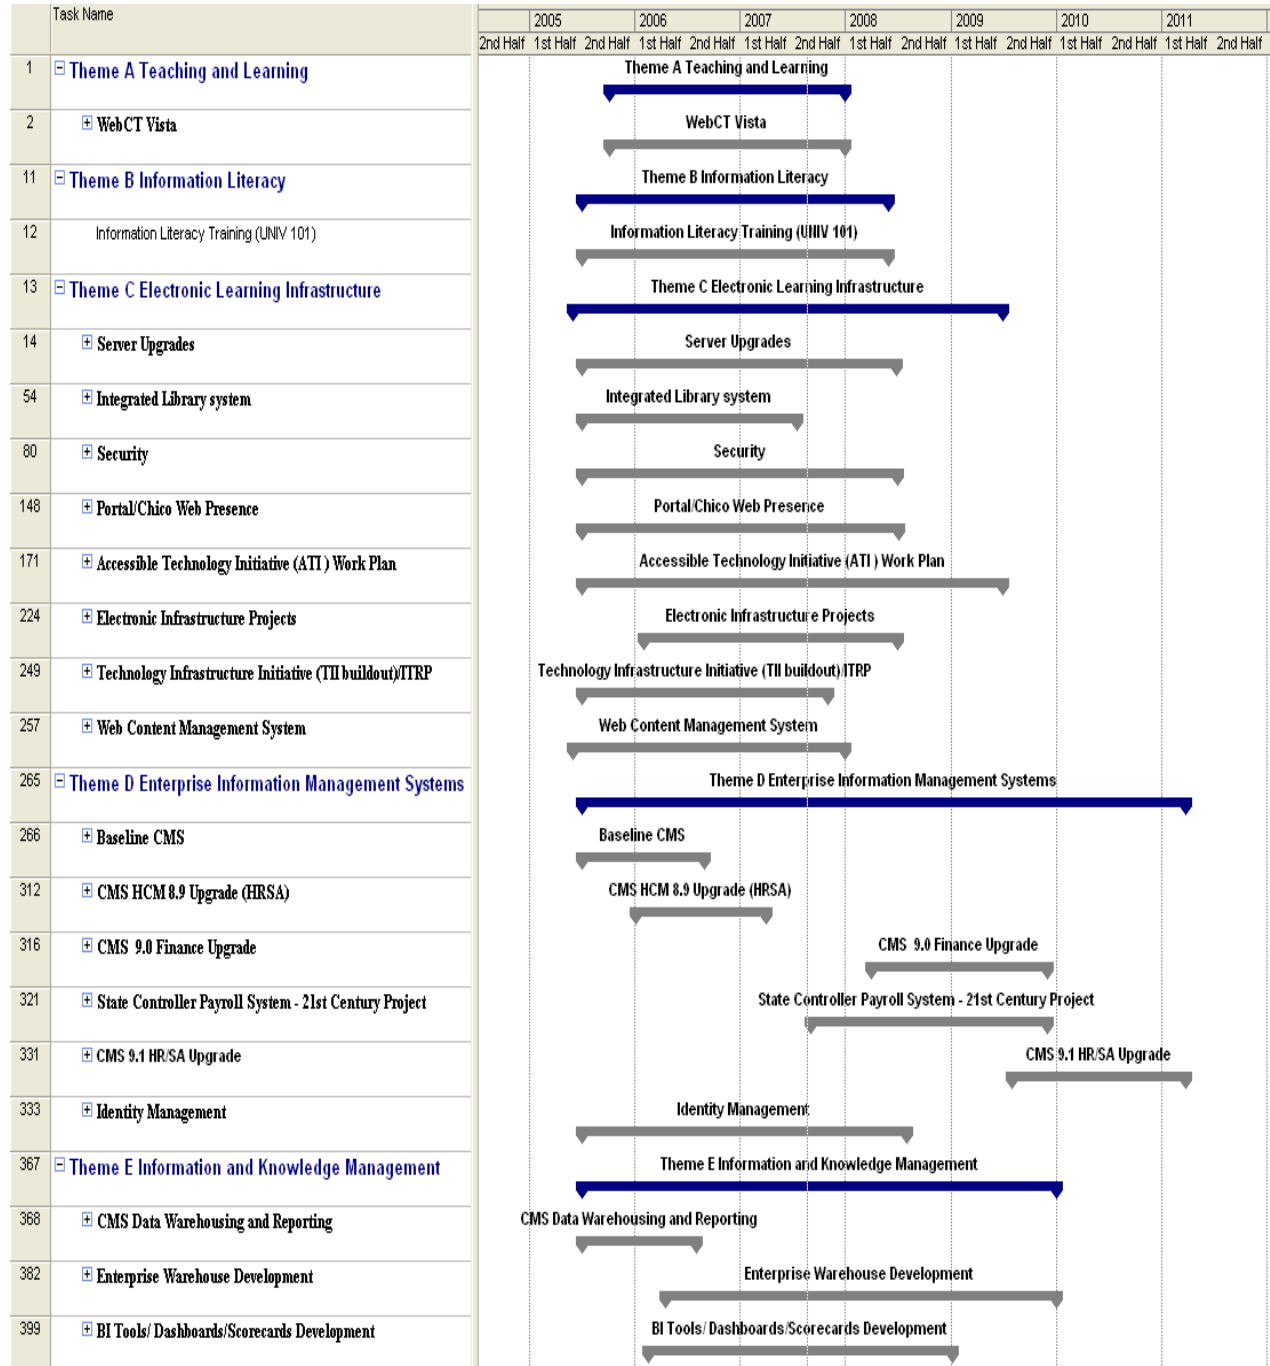 Task Name
2005 2006 2007 2008 2009 2010 2011
2nd Half 1st Half 2nd Half 1st Half 2nd Half 1st Half 2nd Half 1st Half 2nd Half 1st Half 2nd Half 1st Half 2nd Half 1st Half 2nd Half
1 Theme A Teaching and Learning Theme A Teaching and Learning
2 WebCT Vista WebCT Vista
11 Theme B Information Literacy Theme B Information Literacy
12 Information Literacy Training (UNIV 101) Information Literacy Training (UNIV 101)
13 Theme C Electronic Learning Infrastructure Theme C Electronic Learning Infrastructure
14 Server Upgrades Server Upgrades
54 Integrated Library system Integrated Library system
80 Security Security
148 Portal/Chico Web Presence Portal/Chico Web Presence
171 Accessible Technology Initiative (ATI ) Work Plan Accessible Technology Initiative (ATI ) Work Plan
224 Electronic Infrastructure Projects Electronic Infrastructure Projects
249 Technology Infrastructure Initiative (TII buildout)/ITRP Technology Infrastructure Initiative (TII buildout)/ITRP
257 Web Content Management System Web Content Management System
265 Theme D Enterprise Information Management Systems Theme D Enterprise Information Management Systems
266 Baseline CMS Baseline CMS
312 CMS HCM 8.9 Upgrade (HRSA) CMS HCM 8.9 Upgrade (HRSA)
316 CMS 9.0 Finance Upgrade CMS 9.0 Finance Upgrade
321 State Controller Payroll System - 21st Century Project State Controller Payroll System - 21st Century Project
331 CMS 9.1 HR/SA Upgrade CMS 9.1 HR/SA Upgrade
333 Identity Management Identity Management
367 Theme E Information and Knowledge Management Theme E Information and Knowledge Management
368 CMS Data Warehousing and Reporting CMS Data Warehousing and Reporting
382 Enterprise Warehouse Development Enterprise Warehouse Development
399 BI Tools/ Dashboards/Scorecards Development BI Tools/ Dashboards/Scorecards Development